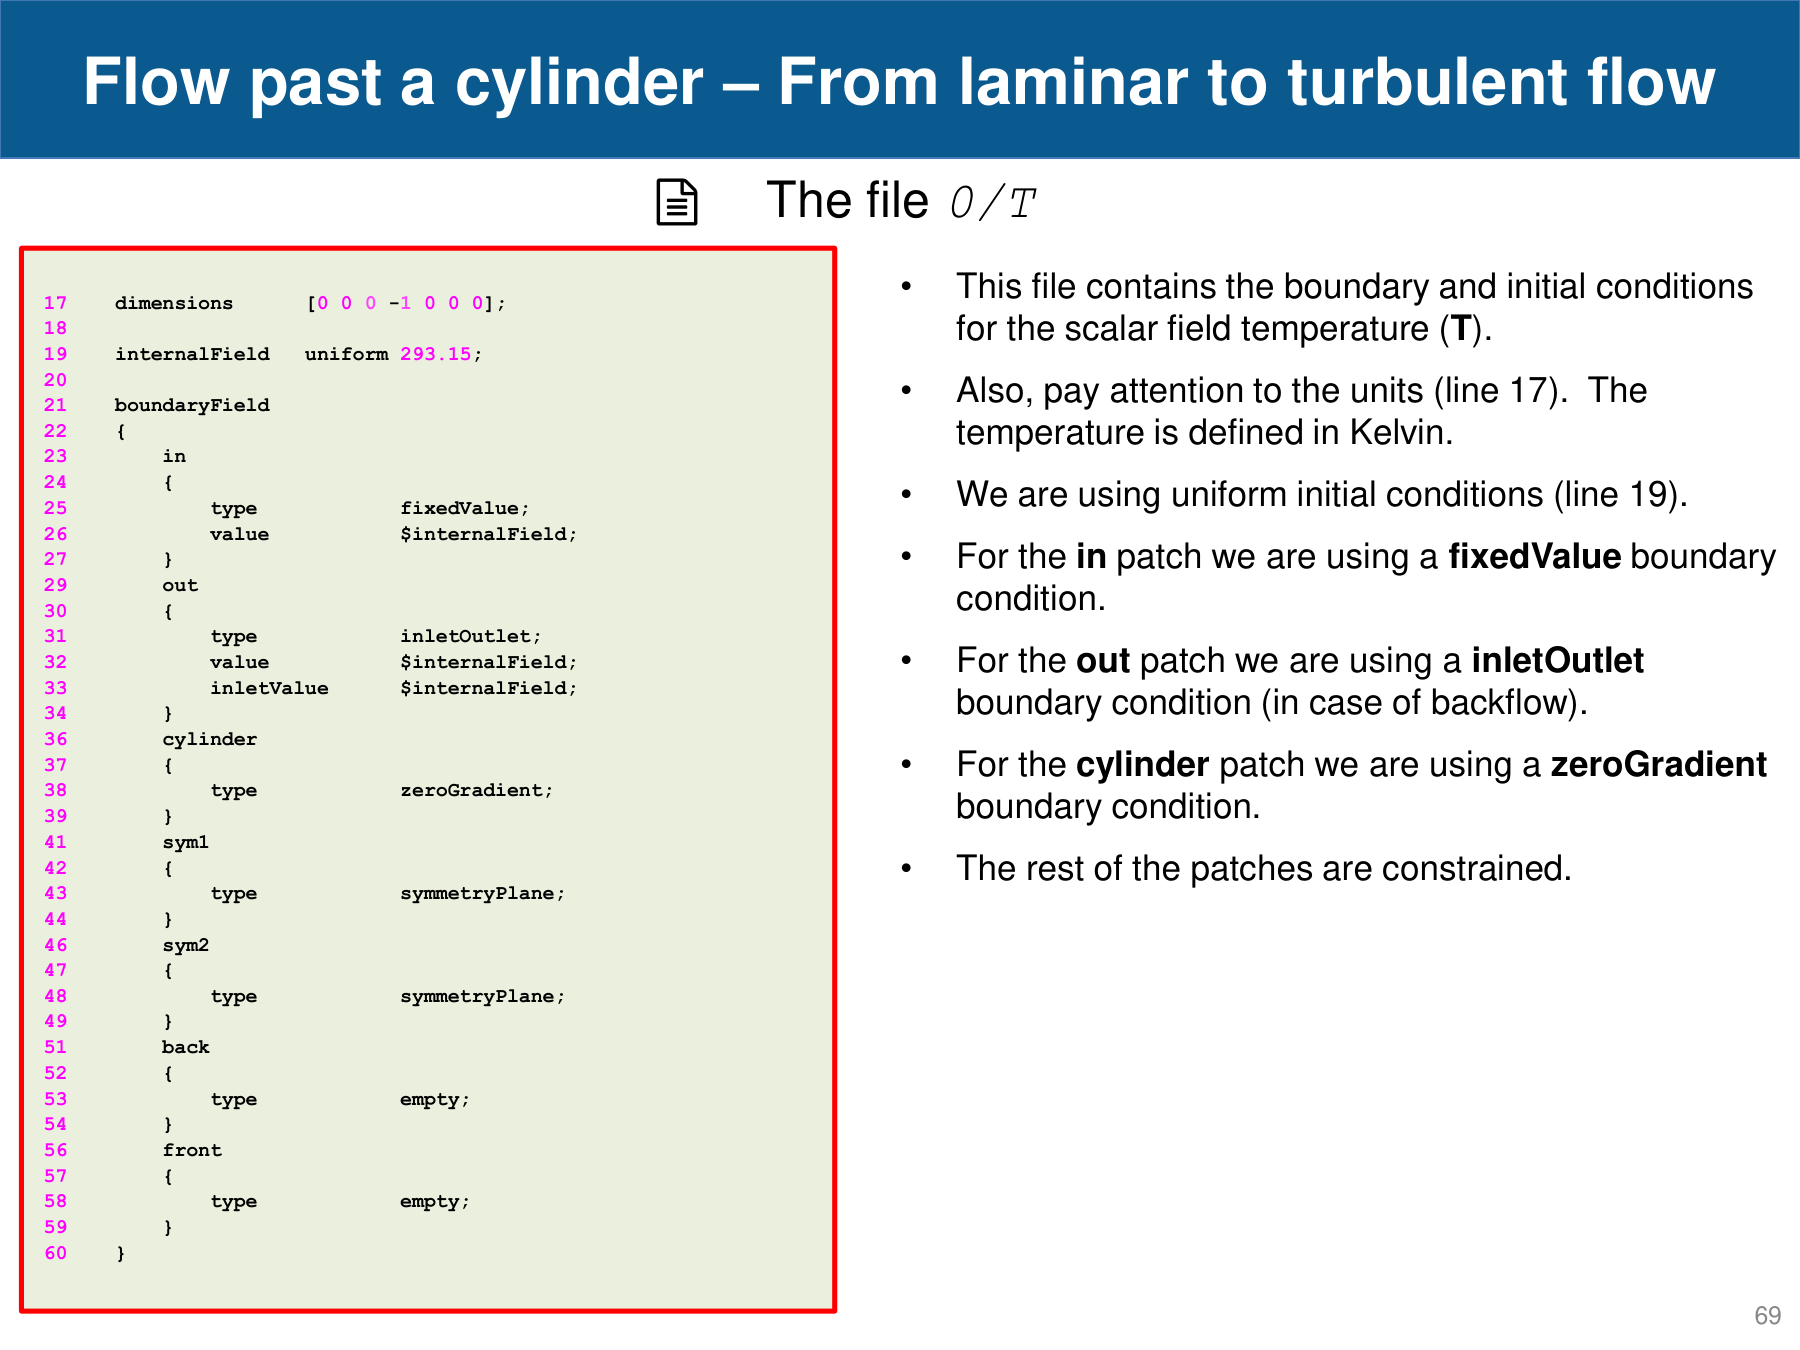 Flow past a cylinder – From laminar to turbulent flow
The file 0/T
17    dimensions      [0 0 0 -1 0 0 0];
18
19    internalField   uniform 293.15;
20
21    boundaryField
22    {
23        in
24        {
25            type            fixedValue;
26            value           $internalField;
27        }
29        out
30        {
31            type            inletOutlet;
32            value           $internalField;
33            inletValue      $internalField;
34        }
36        cylinder
37        {
38            type            zeroGradient;
39        }
41        sym1
42        {
43            type            symmetryPlane;
44        }
46        sym2
47        {
48            type            symmetryPlane;
49        }
51        back
52        {
53            type            empty;
54        }
56        front
57        {
58            type            empty;
59        }
60    }
• This file contains the boundary and initial conditions
for the scalar field temperature (T).
• Also, pay attention to the units (line 17).  The
temperature is defined in Kelvin.
• We are using uniform initial conditions (line 19).
• For the in patch we are using a fixedValue boundary
condition.
• For the out patch we are using a inletOutlet
boundary condition (in case of backflow).
• For the cylinder patch we are using a zeroGradient
boundary condition.
• The rest of the patches are constrained.
69